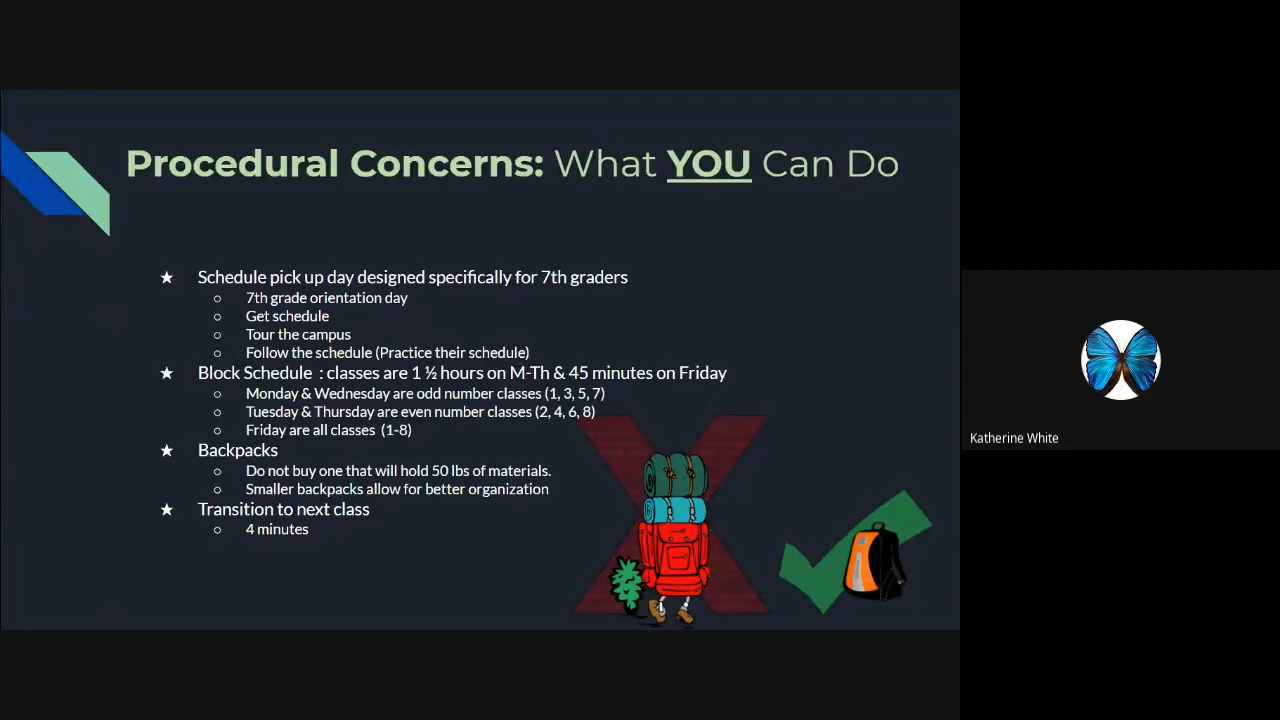 Procedural Concerns: What YOU Can Do
★ Schedule pick up day designed specifically for 7th graders
○ 7th grade orientation day
○ Get schedule
○ Tour the campus
○ Follow the schedule (Practice their schedule)
★ Block Schedule : classes are 1 ½ hours on M-Th & 45 minutes on Friday
○ Monday & Wednesday are odd number classes (1, 3, 5, 7)
○ Tuesday & Thursday are even number classes (2, 4, 6, 8)
○ Friday are all classes (1-8)
★ Backpacks
○ Do not buy one that will hold 50 lbs of materials.
○ Smaller backpacks allow for better organization
★ Transition to next class
○ 4 minutes
Katherine White